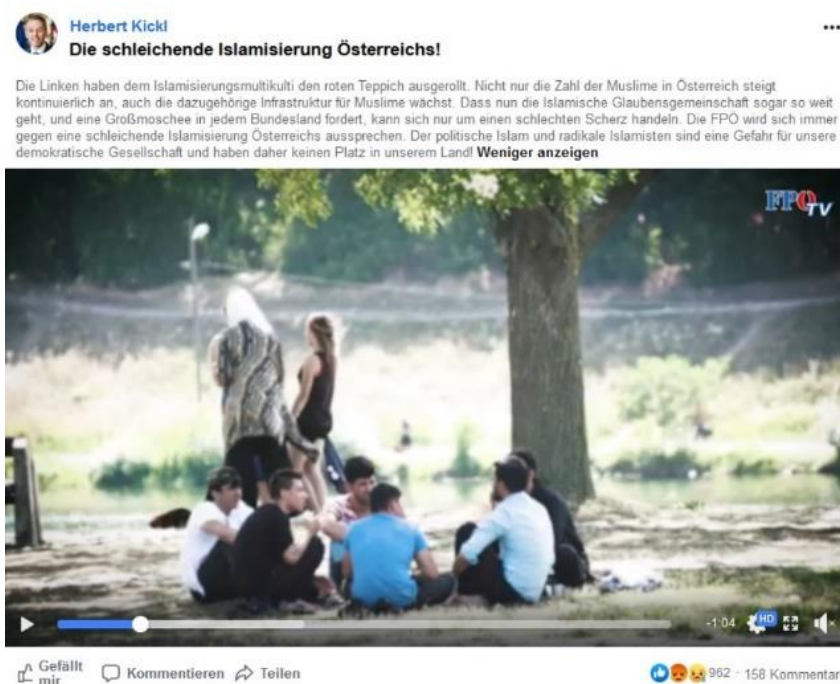 Herbert Kickl
Die schleichende Islamisierung Österreichs!
Die Linken haben dem Islamisierungsmultikulti den roten Teppich ausgerollt. Nicht nur die Zahl der Muslime in Österreich steigt
kontinuierlich an, auch die dazugehörige Infrastruktur für Muslime wächst. Dass nun die Islamische Glaubensgemeinschaft sogar so weit
geht, und eine Großmoschee in jedem Bundesland fordert, kann sich nur um einen schlechten Scherz handeln. Die FPÖ wird sich immer
gegen eine schleichende Islamisierung Österreichs aussprechen. Der politische Islam und radikale Islamisten sind eine Gefahr für unsere
demokratische Gesellschaft und haben daher keinen Platz in unserem Land! Weniger anzeigen
FPÖ TV
-1:04 HD
Gefällt
mir
Kommentieren Teilen
962 · 158 Kommentar